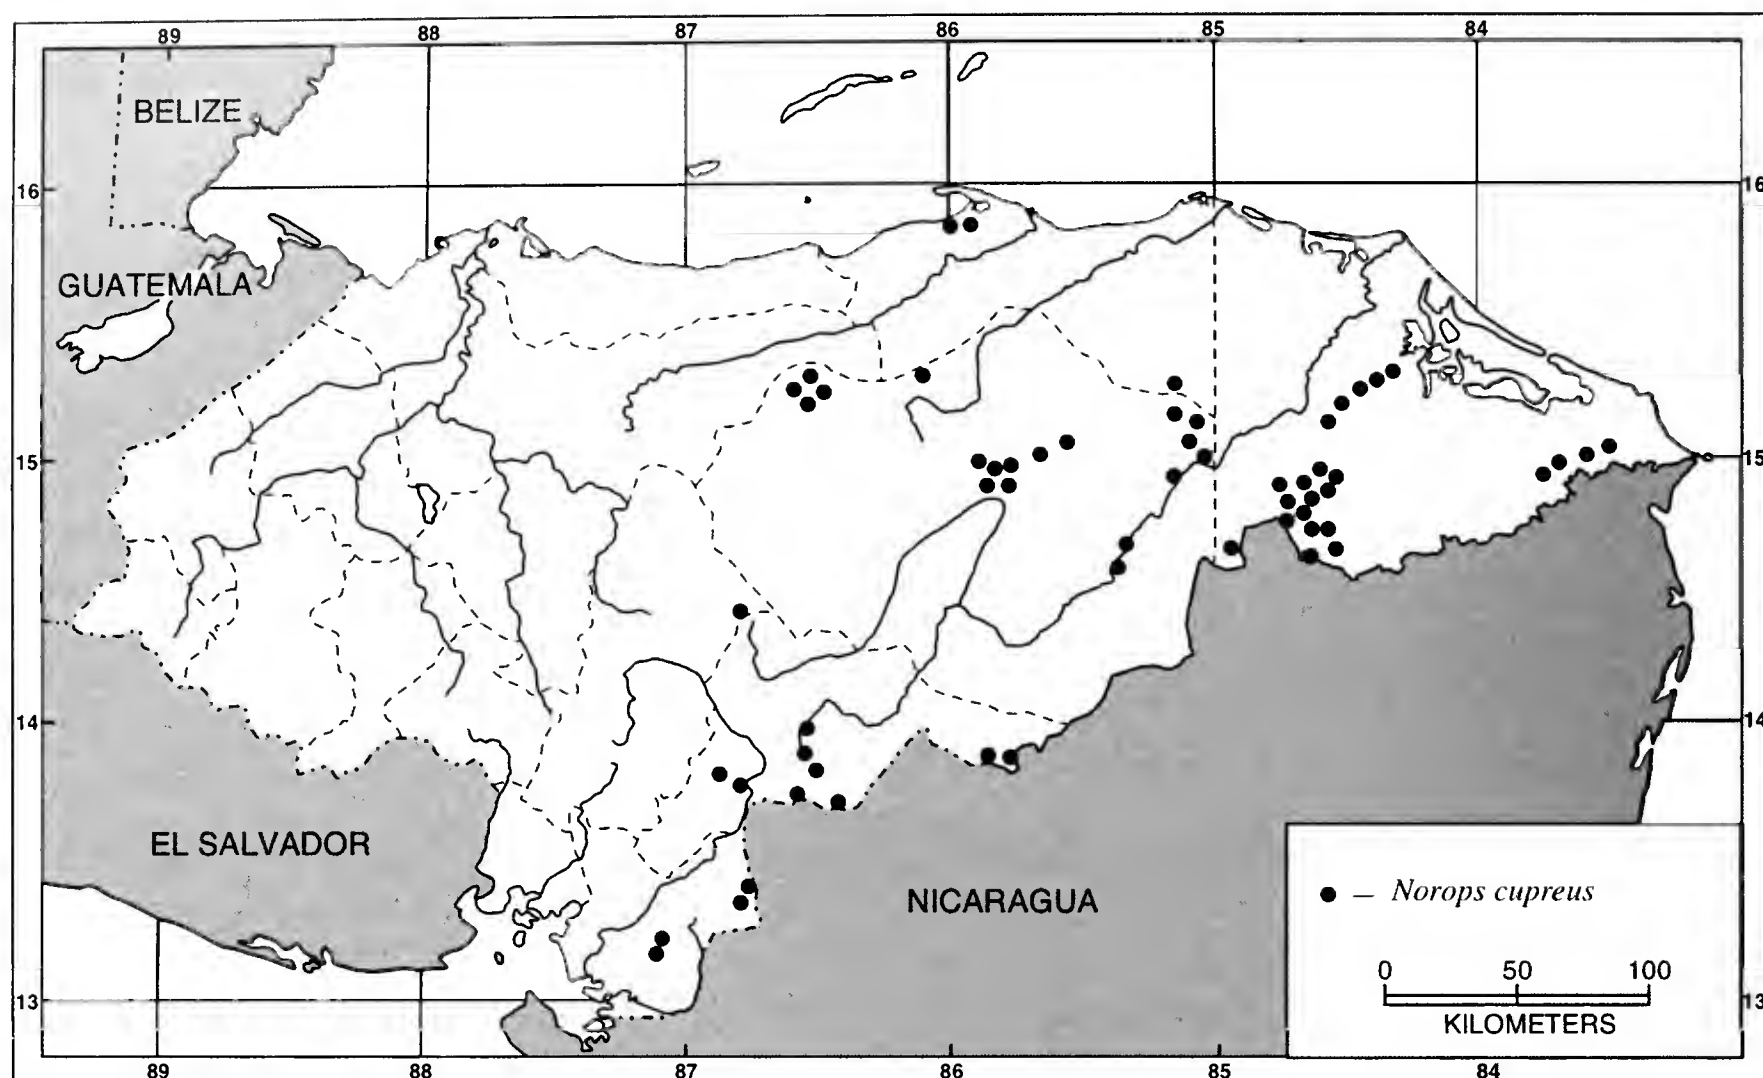 89 88 87 86 85 84
BELIZE
16 16
GUATEMALA
15 15
14 14
EL SALVADOR
NICARAGUA
– Norops cupreus
0 50 100
KILOMETERS
13 13
89 88 87 86 85 84